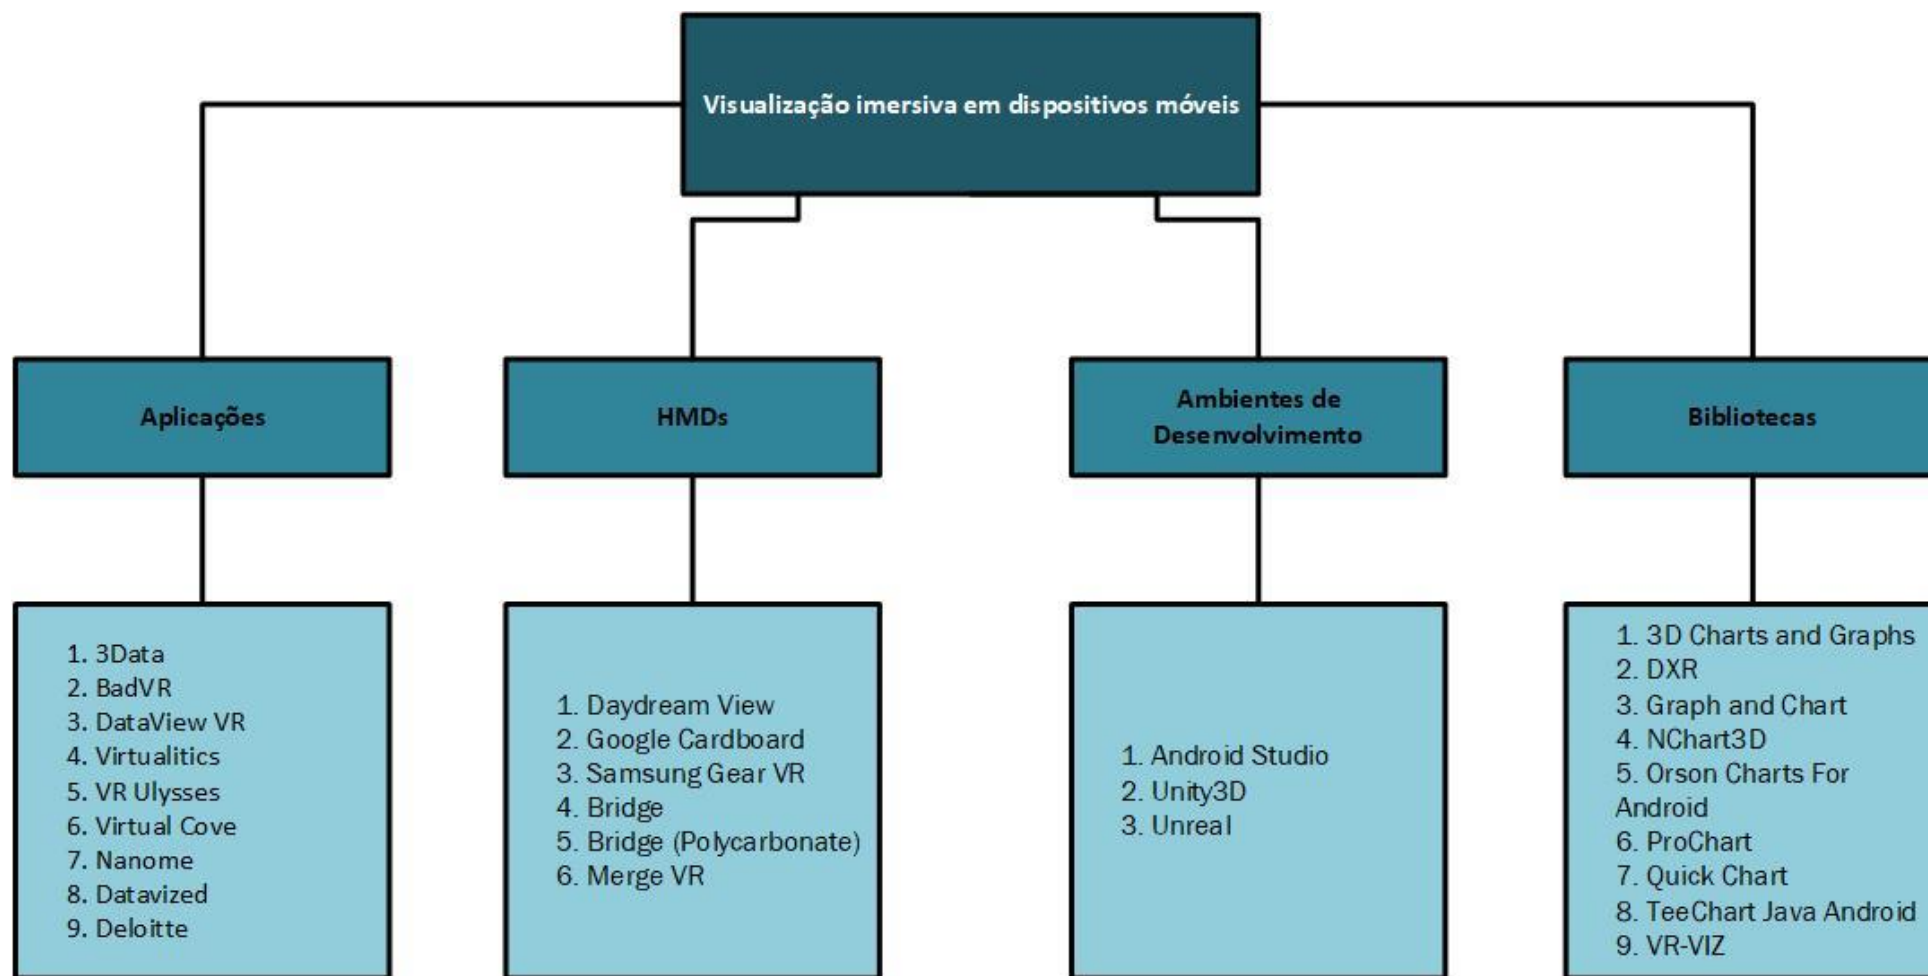 Visualização imersiva em dispositivos móveis
Aplicações
HMDs
Ambientes de
Desenvolvimento
Bibliotecas
1. 3Data
2. BadVR
3. DataView VR
4. Virtualitics
5. VR Ulysses
6. Virtual Cove
7. Nanome
8. Datavized
9. Deloitte
1. Daydream View
2. Google Cardboard
3. Samsung Gear VR
4. Bridge
5. Bridge (Polycarbonate)
6. Merge VR
1. Android Studio
2. Unity3D
3. Unreal
1. 3D Charts and Graphs
2. DXR
3. Graph and Chart
4. NChart3D
5. Orson Charts For
Android
6. ProChart
7. Quick Chart
8. TeeChart Java Android
9. VR-VIZ